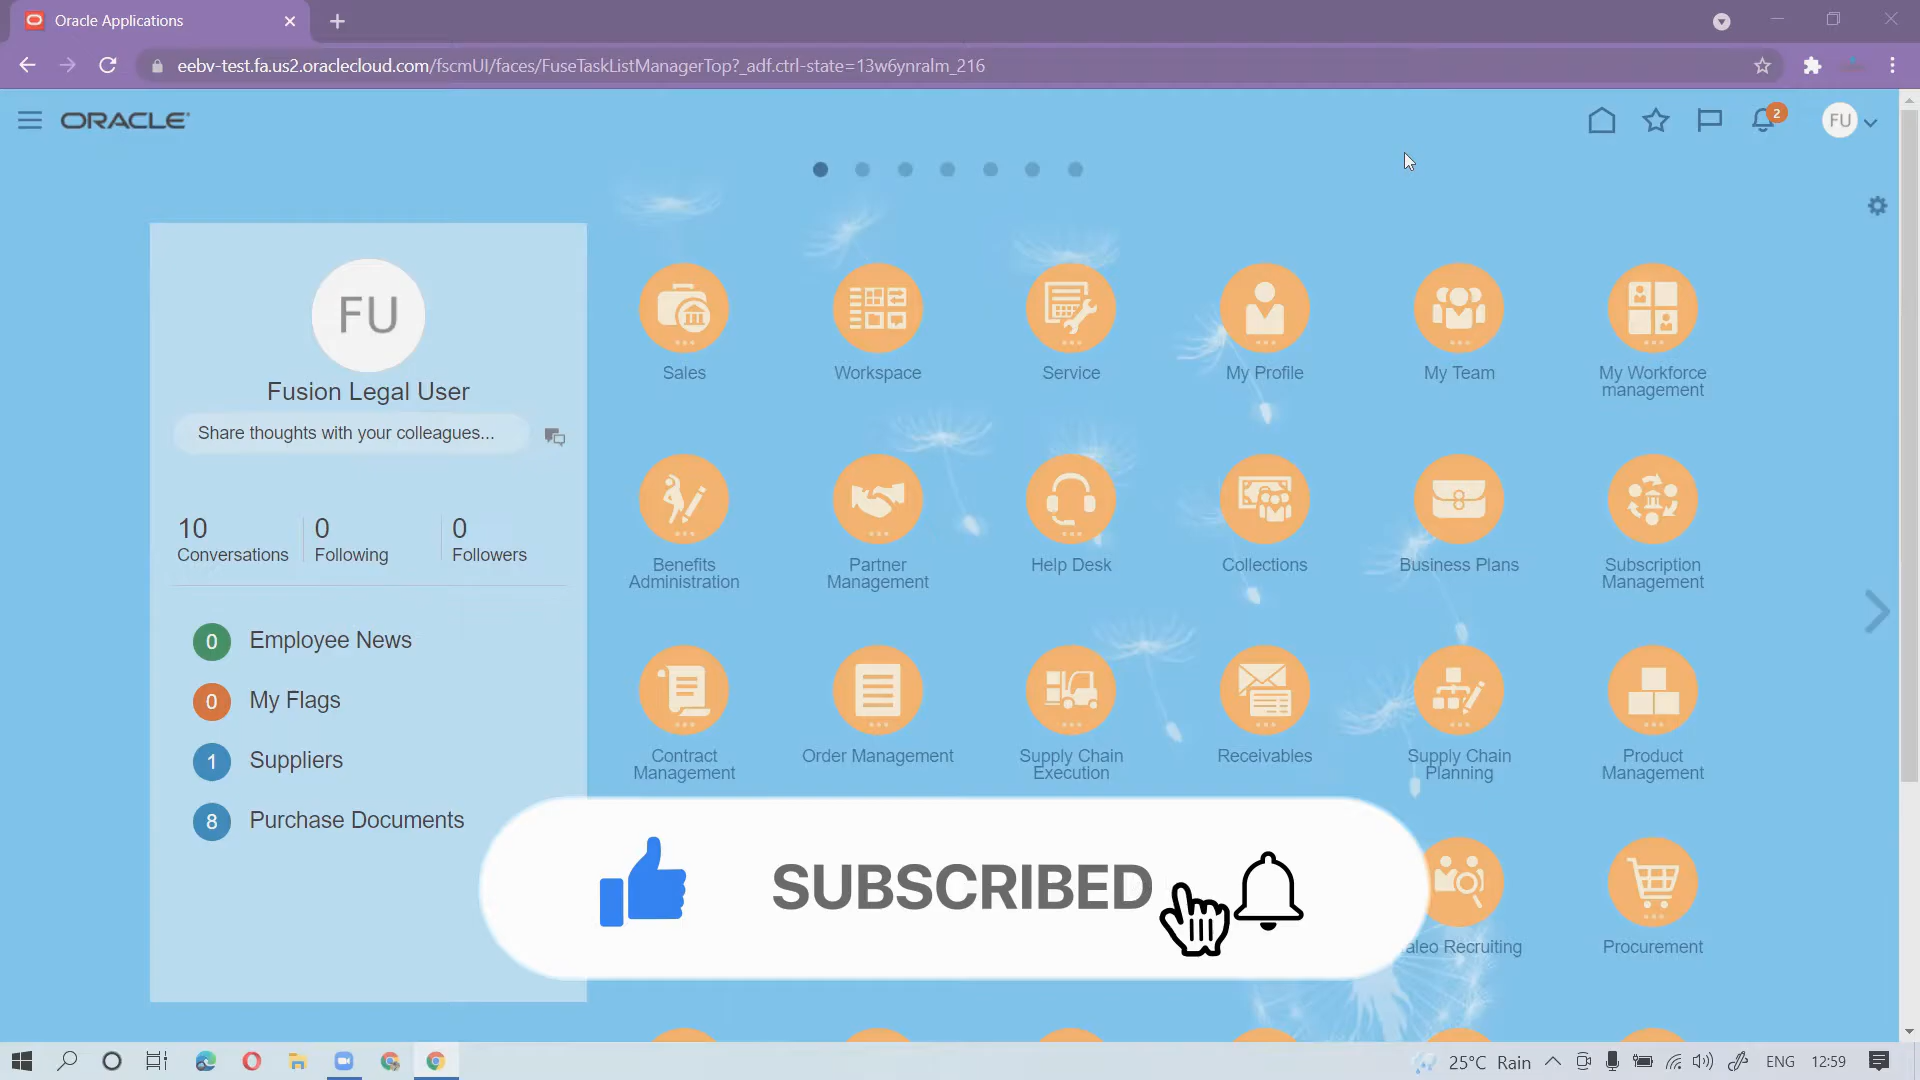 Oracle Applications
eebv-test.fa.us2.oraclecloud.com/fscmUI/faces/FuseTaskListManagerTop?_adf.ctrl-state=13w6ynralm_216
ORACLE
2
FU
FU
Fusion Legal User
Share thoughts with your colleagues...
10
Conversations
0
Following
0
Followers
0 Employee News
0 My Flags
1 Suppliers
8 Purchase Documents
Sales
Workspace
Service
My Profile
My Team
My Workforce
management
Benefits
Administration
Partner
Management
Help Desk
Collections
Business Plans
Subscription
Management
Contract
Management
Order Management
Supply Chain
Execution
Receivables
Supply Chain
Planning
Product
Management
aleo Recruiting
Procurement
SUBSCRIBED
25°C Rain
ENG
12:59